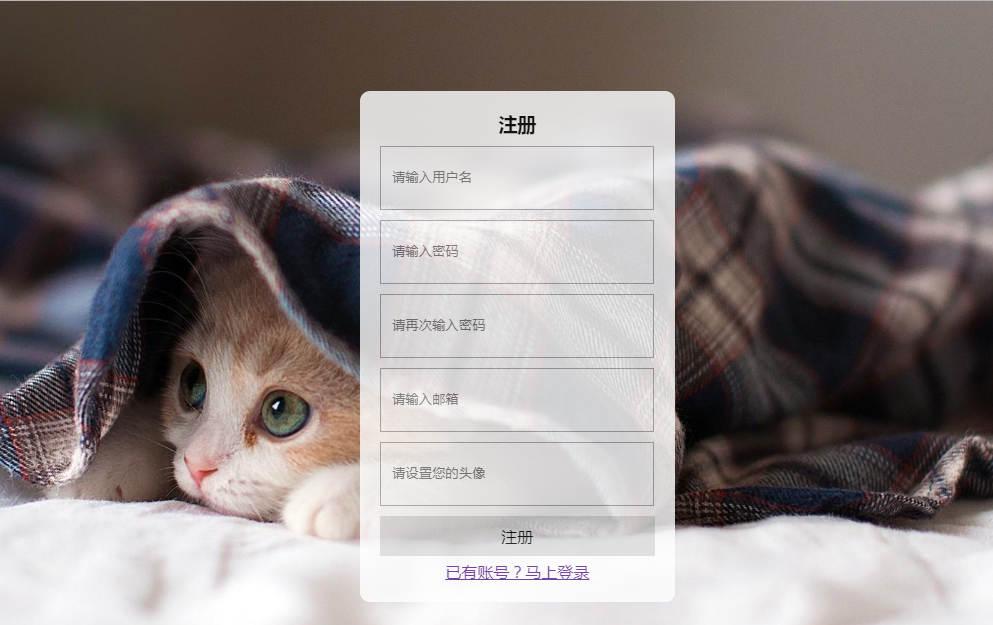 注册
请输入用户名
请输入密码
请再次输入密码
请输入邮箱
请设置您的头像
注册
已有账号？马上登录